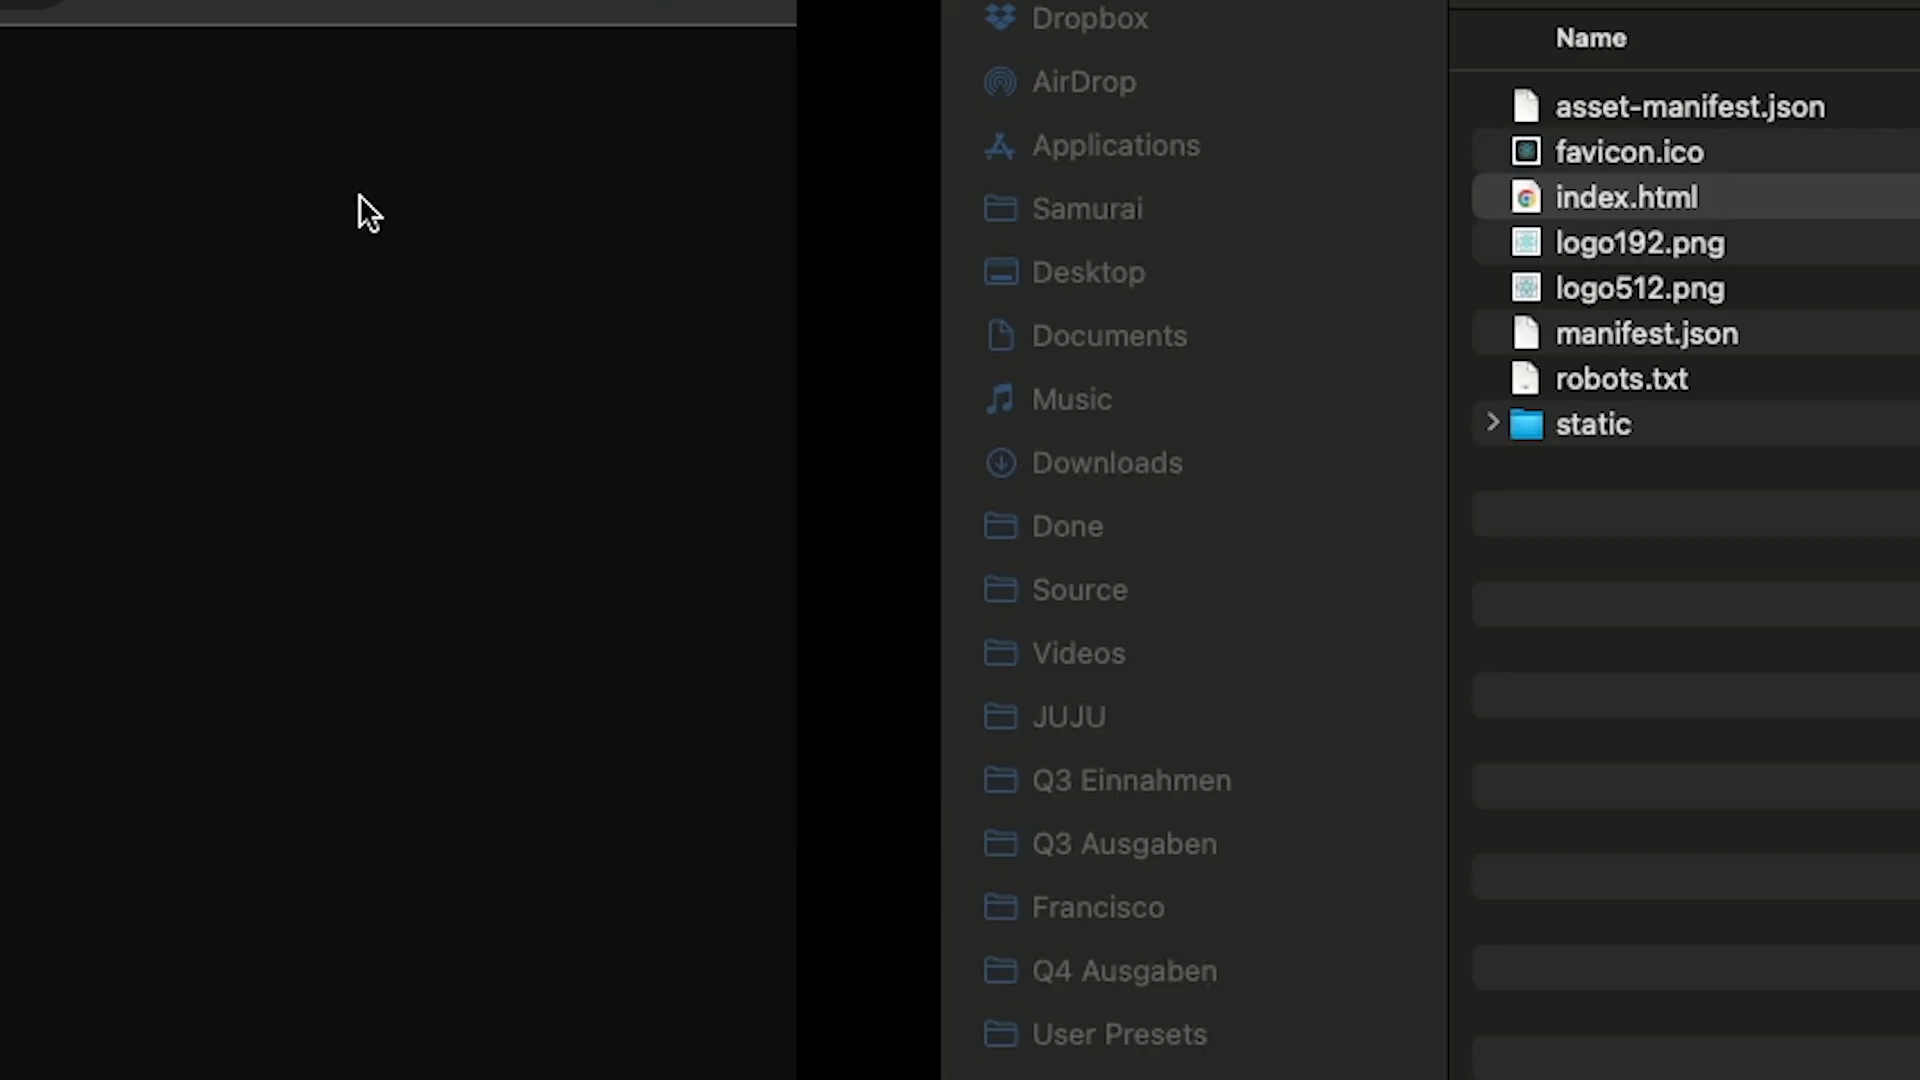 Dropbox
AirDrop
Applications
Samurai
Desktop
Documents
Music
Downloads
Done
Source
Videos
JUJU
Q3 Einnahmen
Q3 Ausgaben
Francisco
Q4 Ausgaben
User Presets
Name
asset-manifest.json
favicon.ico
index.html
logo192.png
logo512.png
manifest.json
robots.txt
static